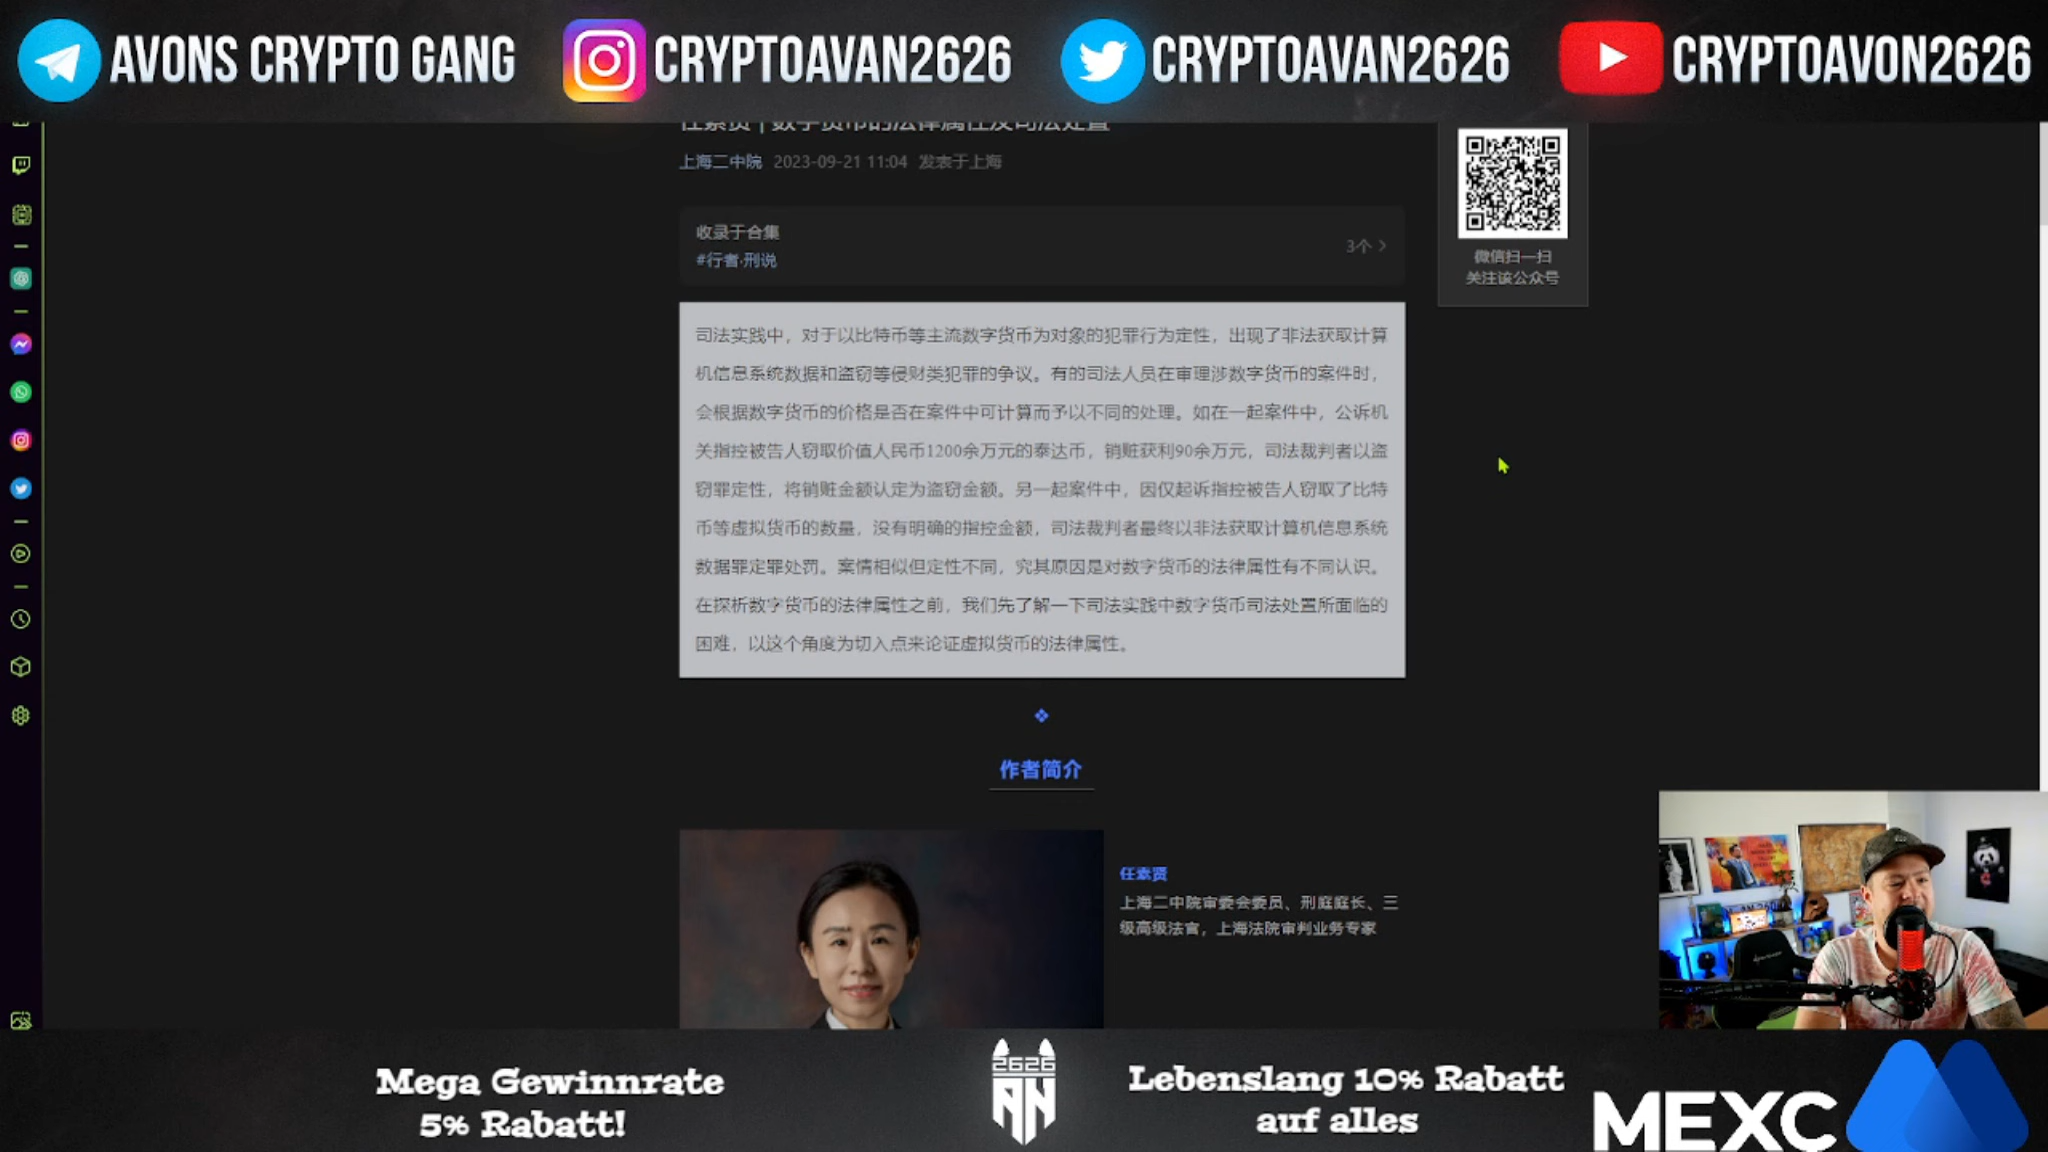 AVONS CRYPTO GANG
CRYPTOAVAN2626
CRYPTOAVAN2626
CRYPTOAVON2626
任素贤 | 数字货币的法律属性及司法处置
上海二中院 2023-09-21 11:04 发表于上海
收录于合集
#行者·刑说
3个 >
微信扫一扫
关注该公众号
司法实践中，对于以比特币等主流数字货币为对象的犯罪行为定性，出现了非法获取计算
机信息系统数据和盗窃等侵财类犯罪的争议。有的司法人员在审理涉数字货币的案件时，
会根据数字货币的价格是否在案件中可计算而予以不同的处理。如在一起案件中，公诉机
关指控被告人窃取价值人民币1200余万元的泰达币，销赃获利90余万元，司法裁判者以盗
窃罪定性，将销赃金额认定为盗窃金额。另一起案件中，因仅起诉指控被告人窃取了比特
币等虚拟货币的数量，没有明确的指控金额，司法裁判者最终以非法获取计算机信息系统
数据罪定罪处罚。案情相似但定性不同，究其原因是对数字货币的法律属性有不同认识。
在探析数字货币的法律属性之前，我们先了解一下司法实践中数字货币司法处置所面临的
困难，以这个角度为切入点来论证虚拟货币的法律属性。
作者简介
任素贤
上海二中院审委会委员、刑庭庭长、三
级高级法官，上海法院审判业务专家
Mega Gewinnrate
5% Rabatt!
2626
AN
Lebenslang 10% Rabatt
auf alles
MEXC